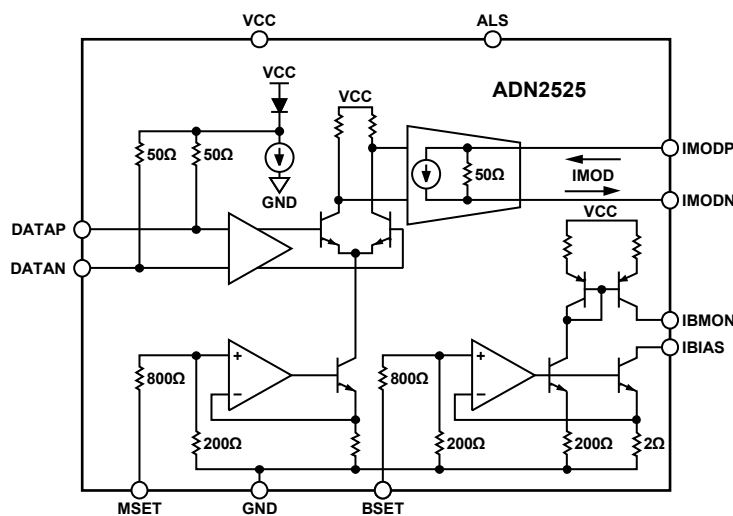 VCC ALS
VCC
ADN2525
VCC
50Ω 50Ω
IMODP
50Ω
IMOD
GND
IMODN
VCC
DATAP
DATAN
IBMON
IBIAS
800Ω
800Ω
200Ω 200Ω 200Ω 2Ω
MSET GND BSET